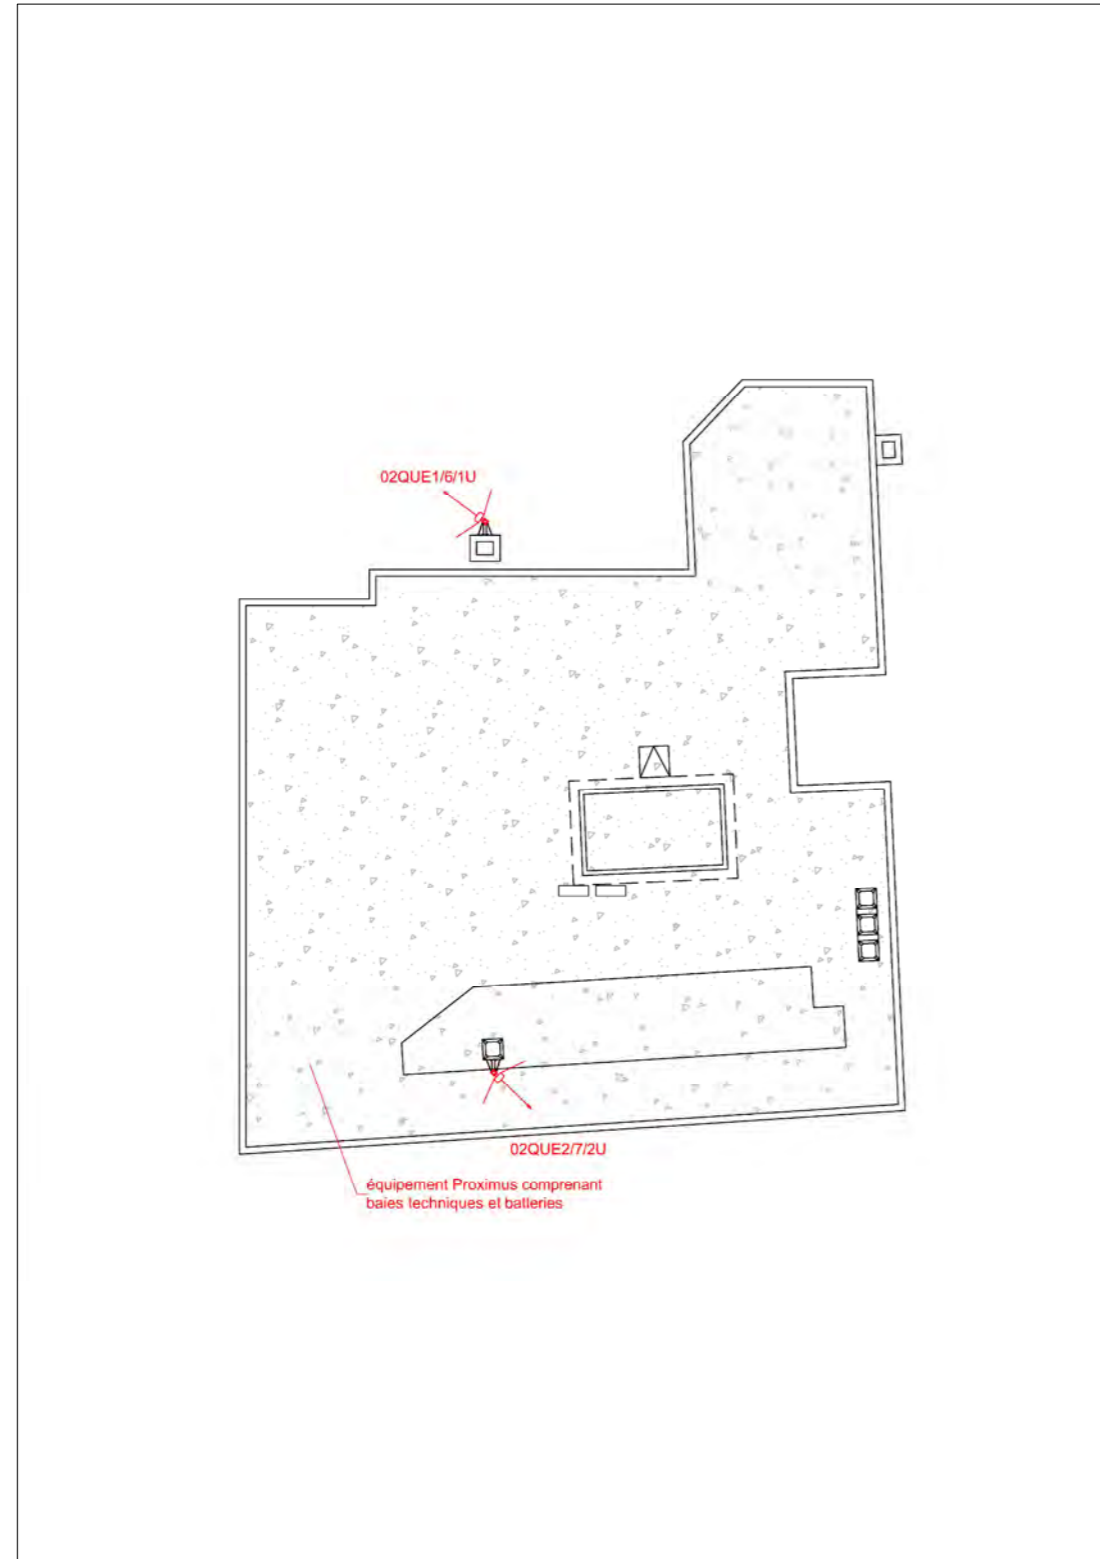 02QUE1/6/1U
02QUE2/7/2U
équipement Proximus comprenant
baies techniques et batteries